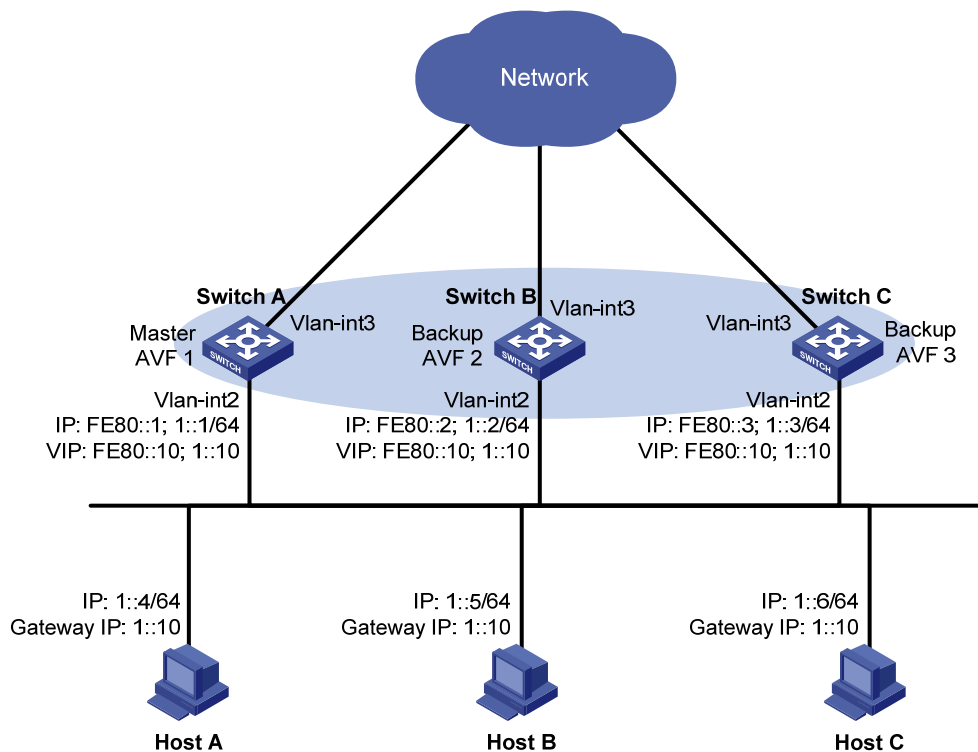 Network
Switch A
Switch B
Switch C
Master
AVF 1
SWITCH
Vlan-int3
Backup
AVF 2
SWITCH
Vlan-int3
Vlan-int3
SWITCH
Backup
AVF 3
Vlan-int2
IP: FE80::1; 1::1/64
VIP: FE80::10; 1::10
Vlan-int2
IP: FE80::2; 1::2/64
VIP: FE80::10; 1::10
Vlan-int2
IP: FE80::3; 1::3/64
VIP: FE80::10; 1::10
IP: 1::4/64
Gateway IP: 1::10
IP: 1::5/64
Gateway IP: 1::10
IP: 1::6/64
Gateway IP: 1::10
Host A
Host B
Host C